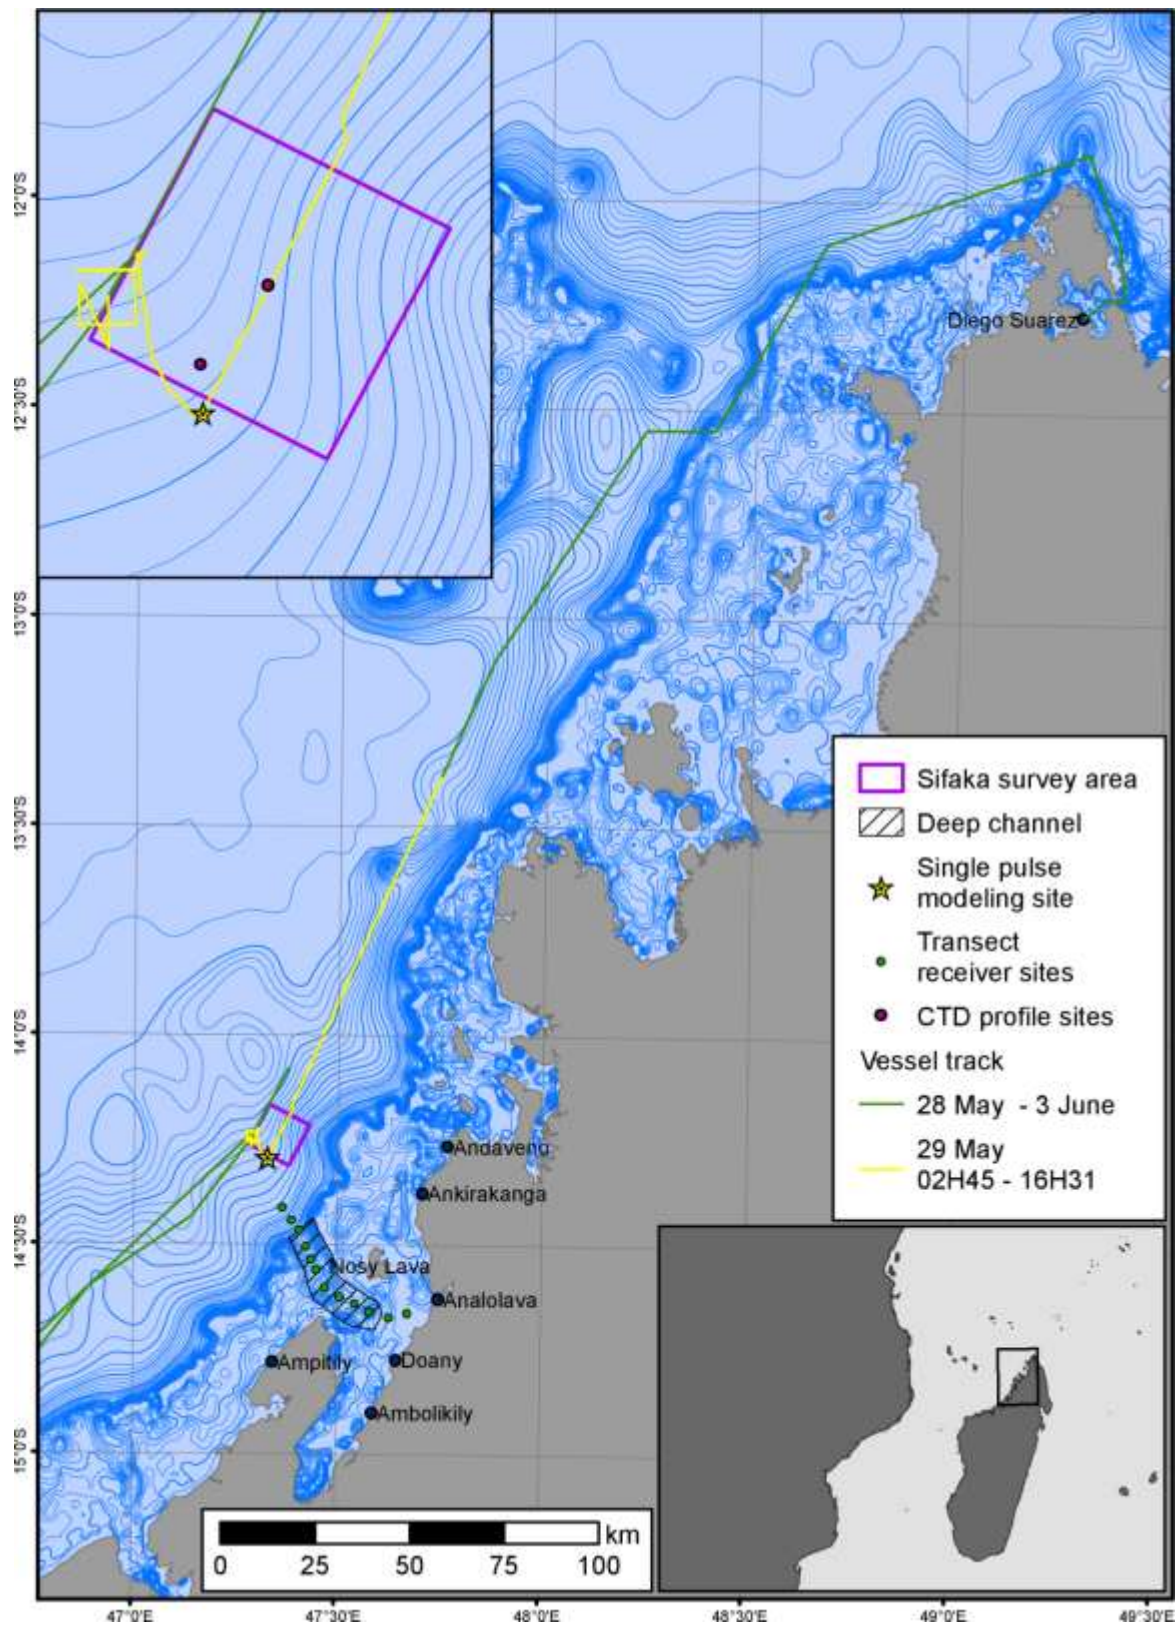 12°0'S
12°30'S
13°0'S
13°30'S
14°0'S
14°30'S
15°0'S
Diego Suarez
Sifaka survey area
Deep channel
Single pulse
modeling site
Transect
receiver sites
CTD profile sites
Vessel track
28 May - 3 June
29 May
02H45 - 16H31
Andaveno
Ankirakanga
Nosy Lava
Analolava
Ampitily
Doany
Ambolikily
km
0 25 50 75 100
47°0'E 47°30'E 48°0'E 48°30'E 49°0'E 49°30'E